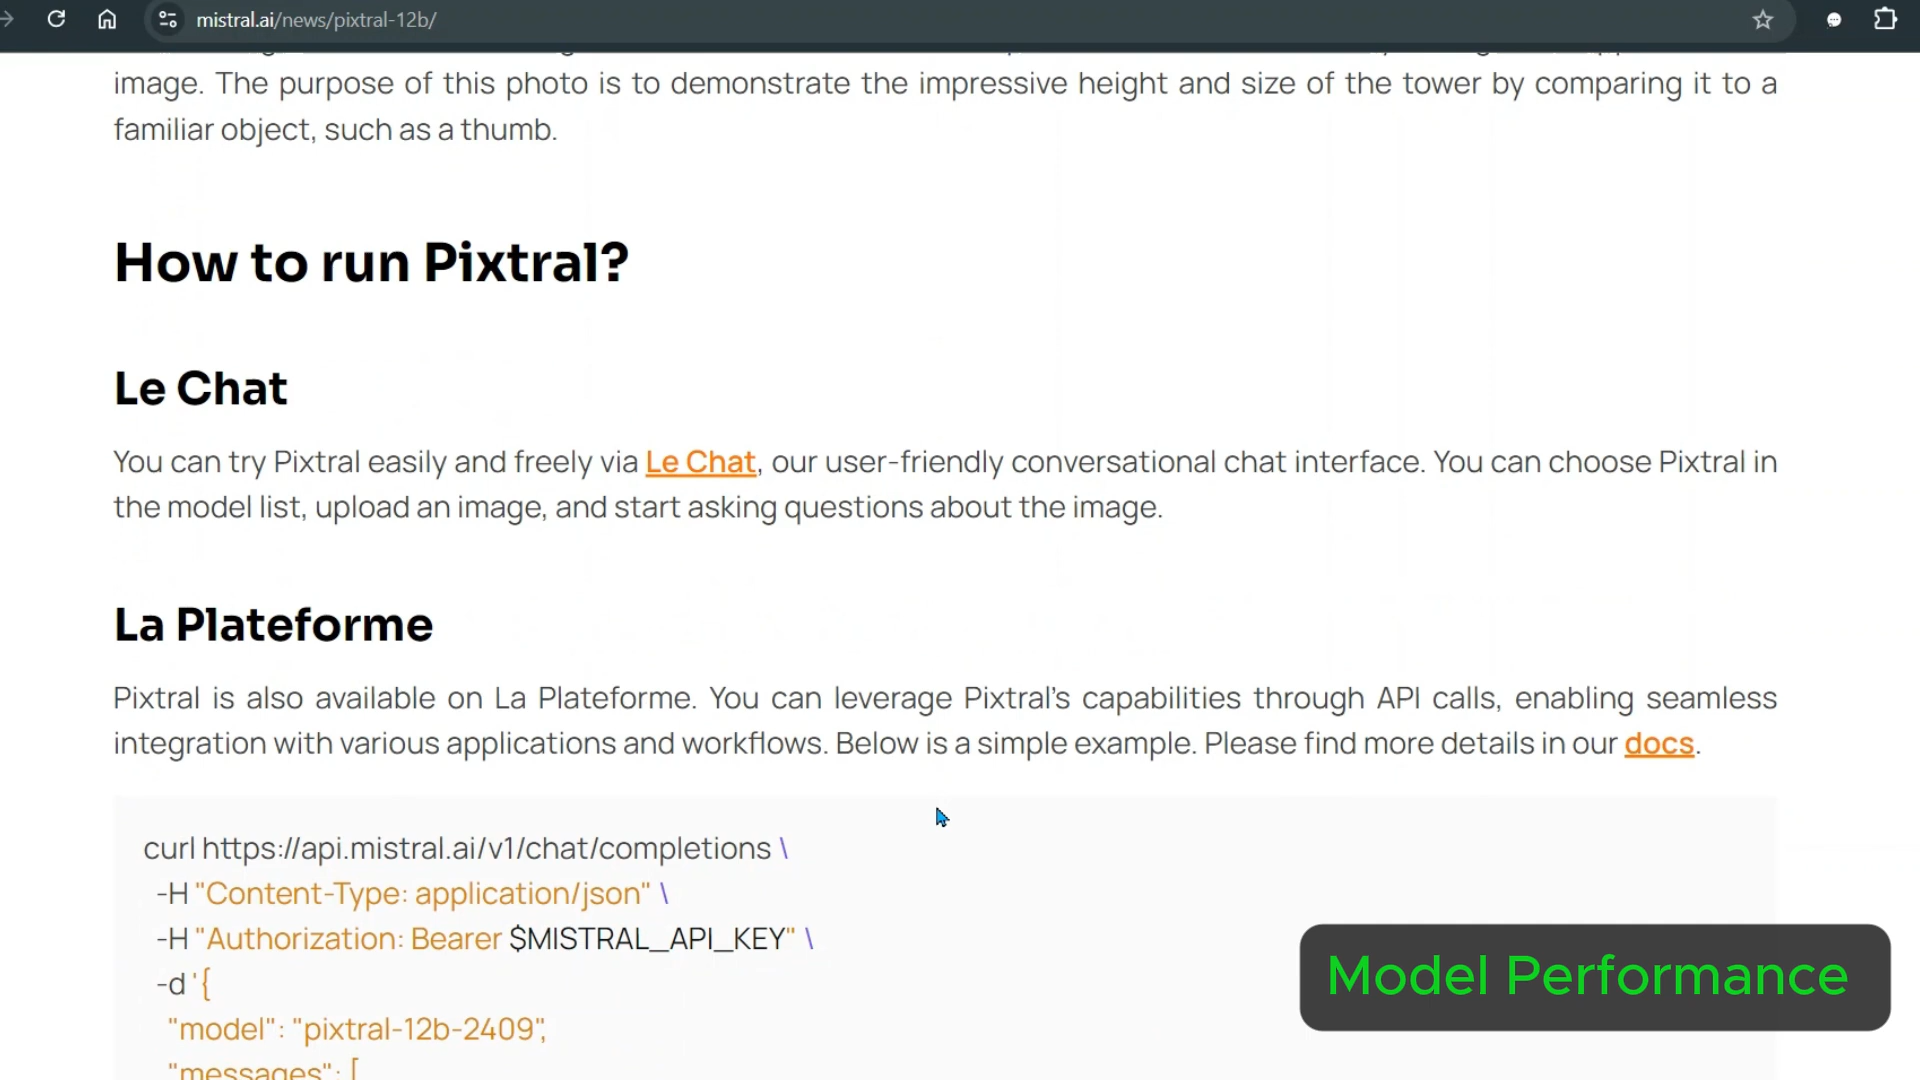 mistral.ai/news/pixtral-12b/
image. The purpose of this photo is to demonstrate the impressive height and size of the tower by comparing it to a
familiar object, such as a thumb.
How to run Pixtral?
Le Chat
You can try Pixtral easily and freely via Le Chat, our user-friendly conversational chat interface. You can choose Pixtral in
the model list, upload an image, and start asking questions about the image.
La Plateforme
Pixtral is also available on La Plateforme. You can leverage Pixtral's capabilities through API calls, enabling seamless
integration with various applications and workflows. Below is a simple example. Please find more details in our docs.
curl https://api.mistral.ai/v1/chat/completions \
-H "Content-Type: application/json" \
-H "Authorization: Bearer $MISTRAL_API_KEY" \
-d '{
"model": "pixtral-12b-2409",
"messages": [
Model Performance